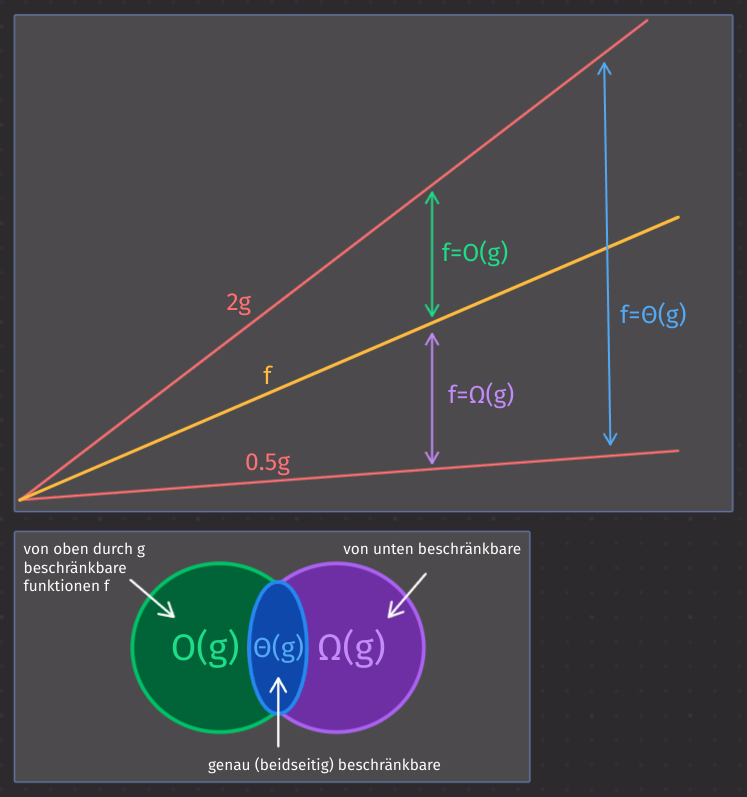 2g
f=O(g)
f=Θ(g)
f
f=Ω(g)
0.5g
von oben durch g
beschränkbare
funktionen f
von unten beschränkbare
O(g)
Θ(g)
Ω(g)
genau (beidseitig) beschränkbare